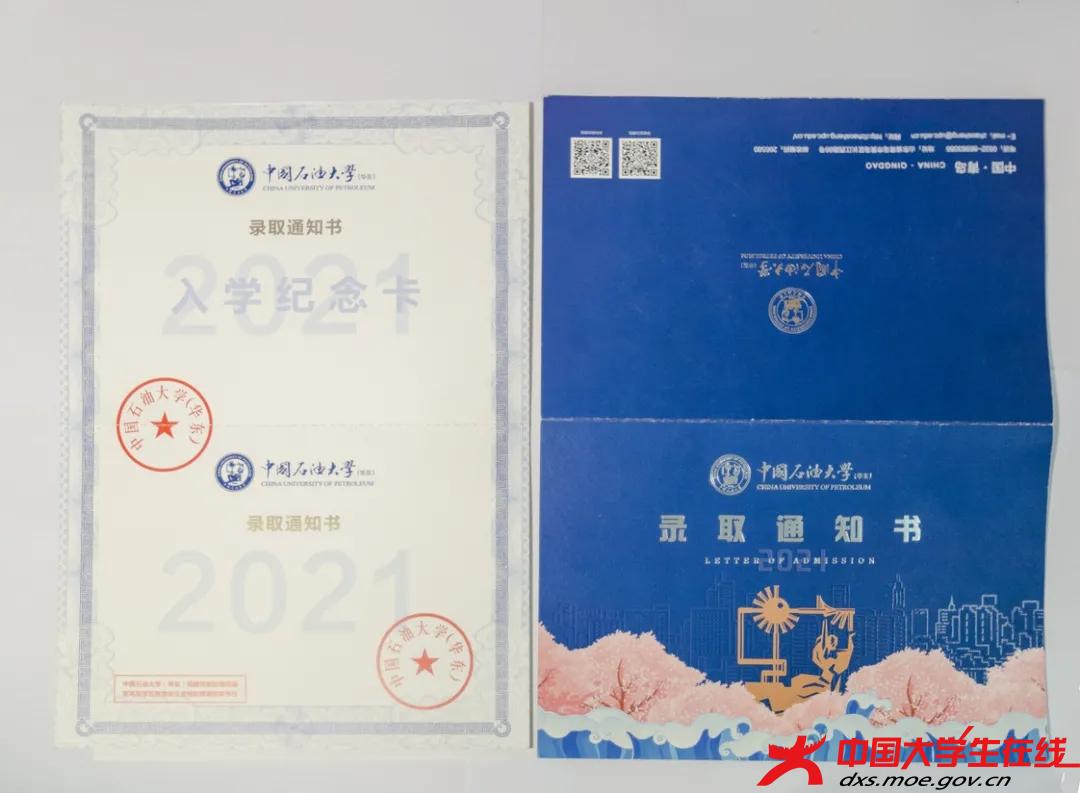 中国石油大学(华东)
CHINA UNIVERSITY OF PETROLEUM
录取通知书
2021
入学纪念卡
中国石油大学(华东)
中国石油大学(华东)
CHINA UNIVERSITY OF PETROLEUM
录取通知书
2021
中国石油大学(华东)
中国·青岛 CHINA · QINGDAO
中国石油大学(华东)
CHINA UNIVERSITY OF PETROLEUM
中国石油大学(华东)
CHINA UNIVERSITY OF PETROLEUM
录取通知书
LETTER OF ADMISSION
2021
中国大学生在线
dxs.moe.gov.cn